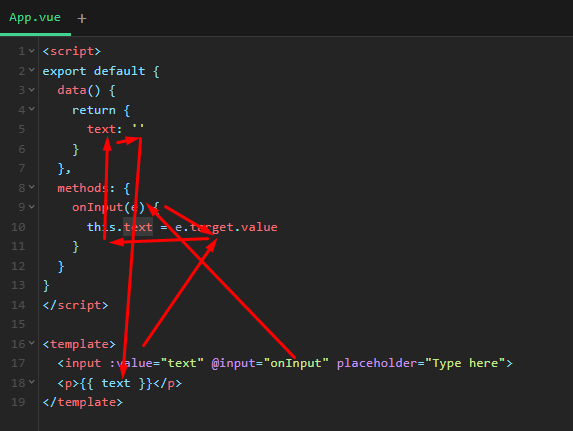 App.vue +
1 <script>
2 export default {
3 data() {
4 return {
5 text: ''
6 }
7 },
8 methods: {
9 onInput(e) {
10 this.text = e.target.value
11 }
12 }
13 }
14 </script>
15
16 <template>
17 <input :value="text" @input="onInput" placeholder="Type here">
18 <p>{{ text }}</p>
19 </template>